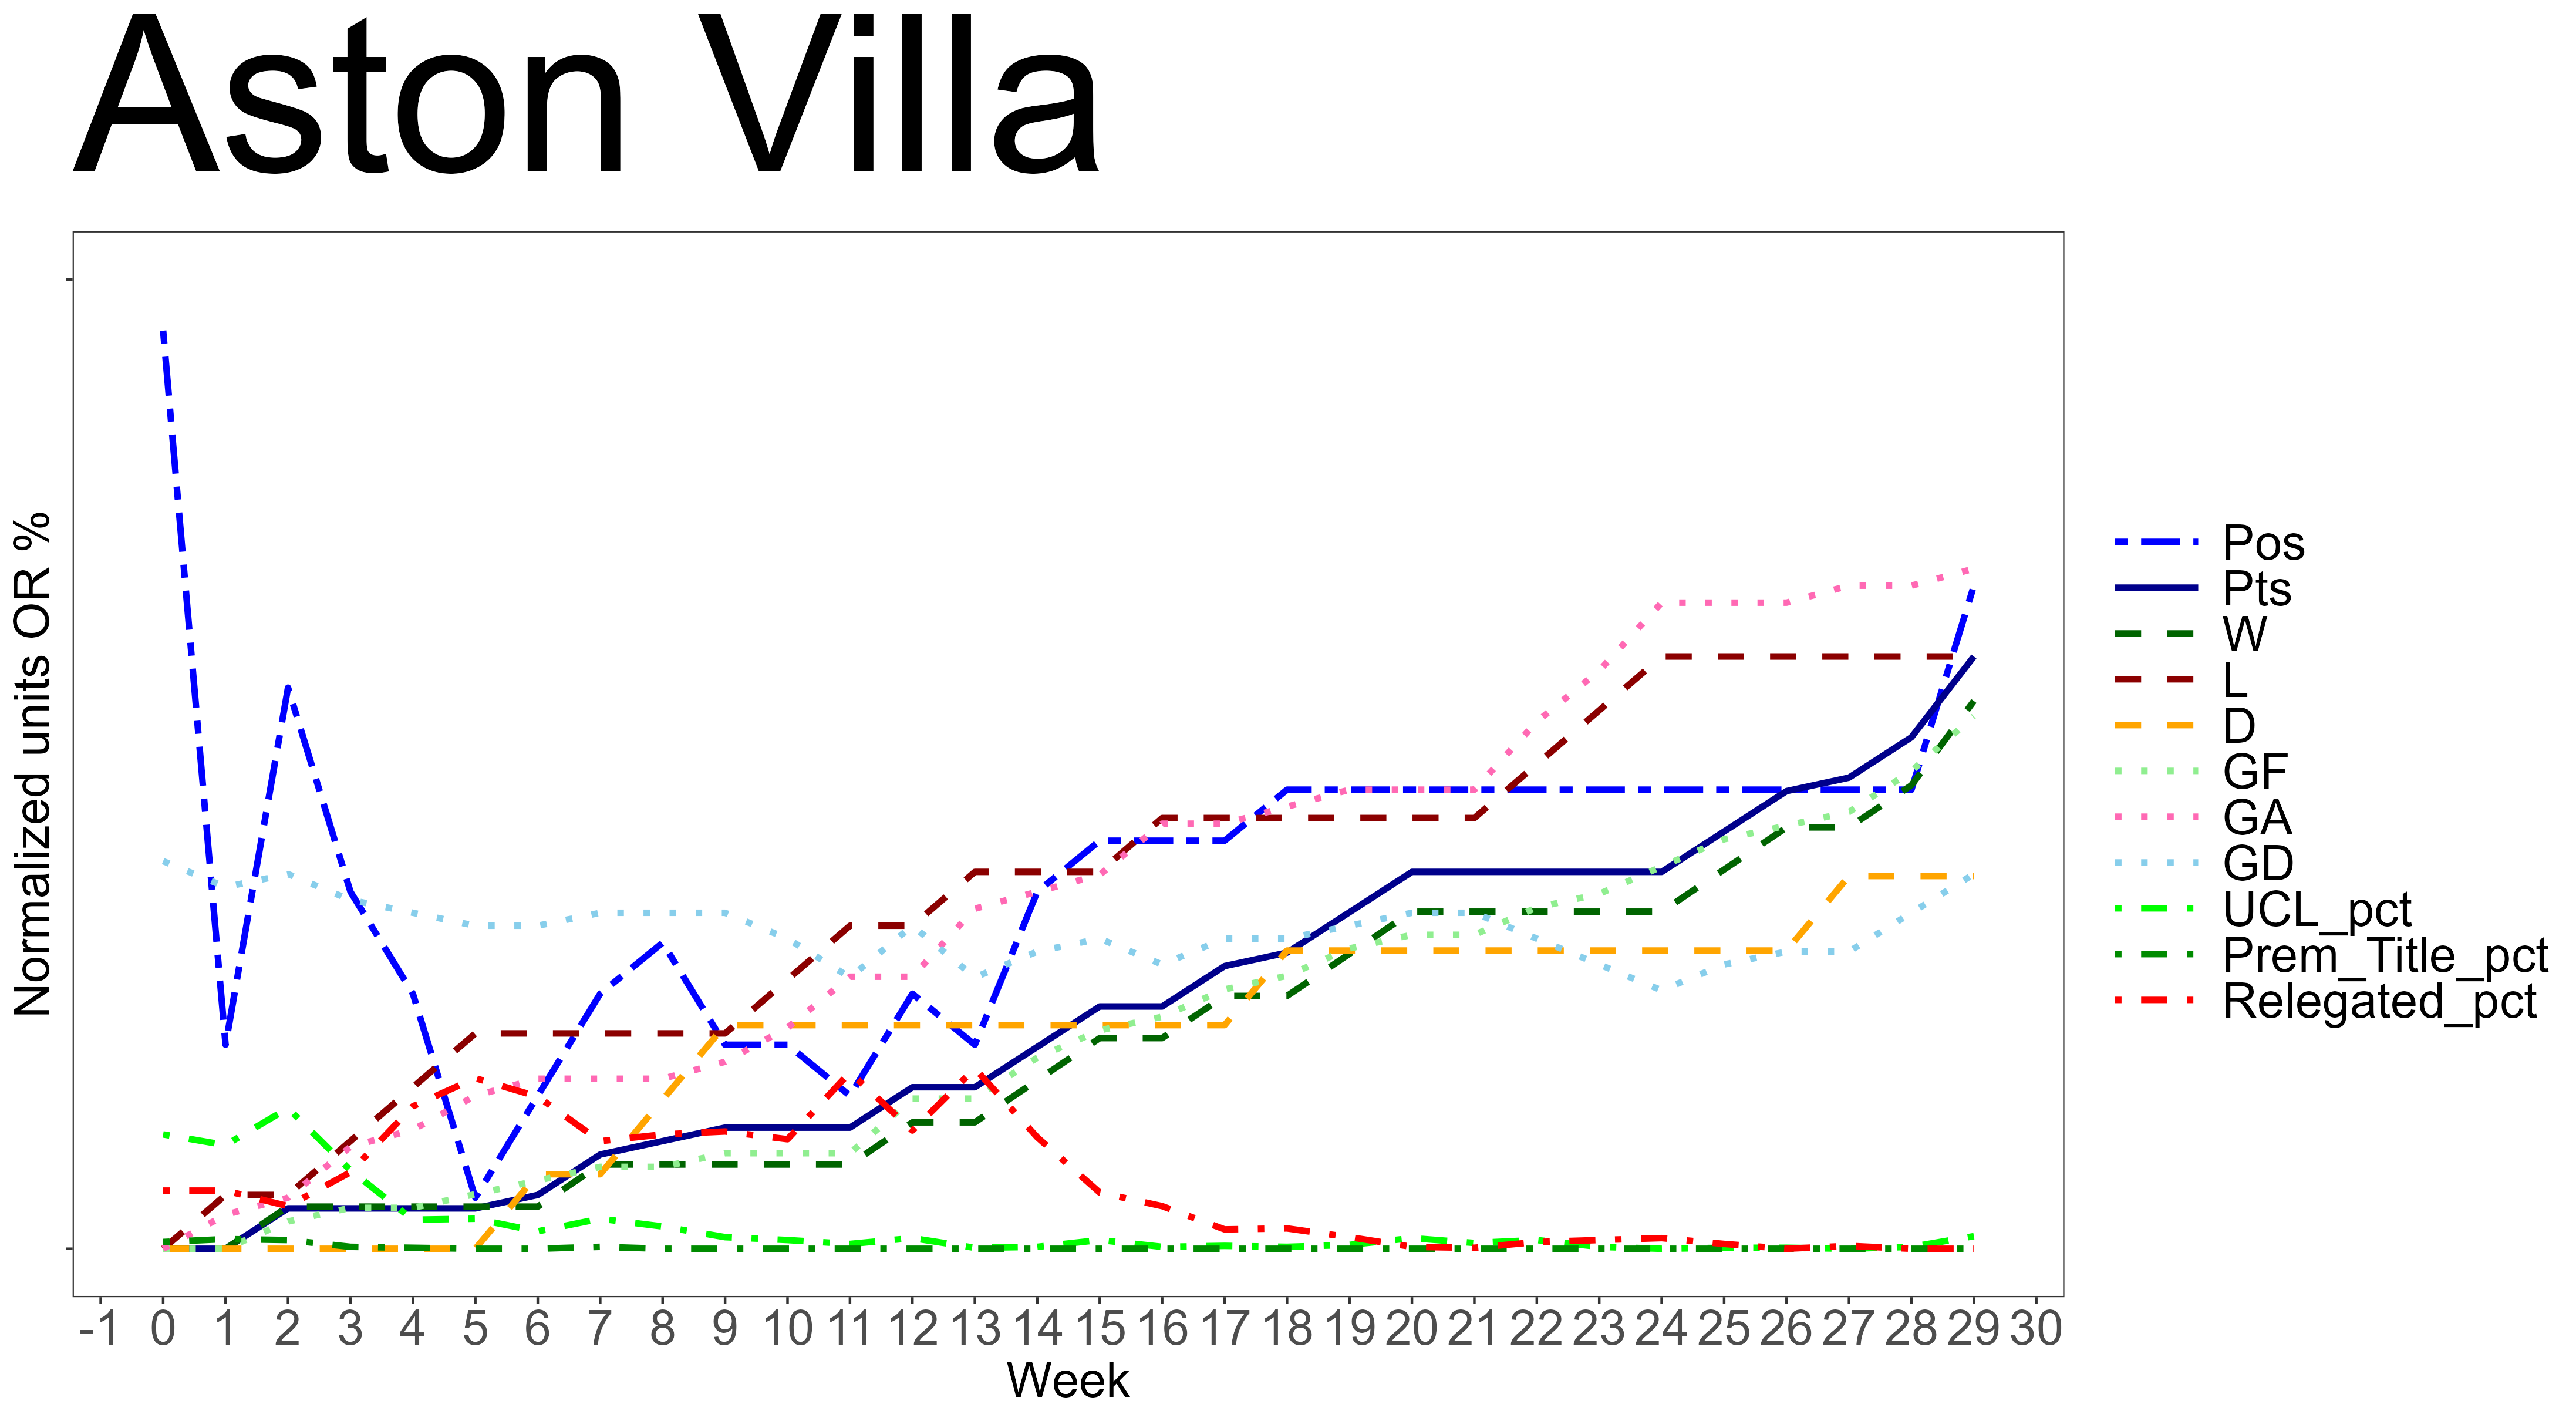 Aston Villa
Normalized units OR %
Pos
Pts
W
L
D
GF
GA
GD
UCL_pct
Prem_Title_pct
Relegated_pct
-1 0 1 2 3 4 5 6 7 8 9 10 11 12 13 14 15 16 17 18 19 20 21 22 23 24 25 26 27 28 29 30
Week